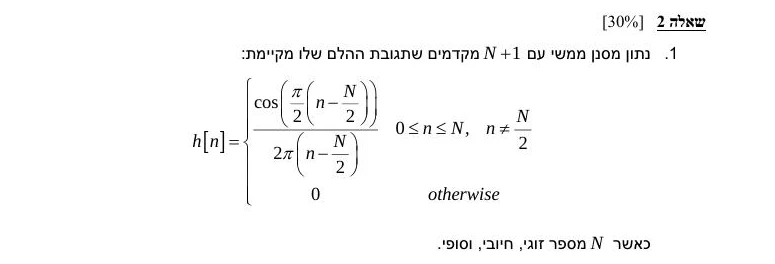 שאלה 2 [30%]
1. נתון מסנן ממשי עם N+1 מקדמים שתגובת ההלם שלו מקיימת:
h[n] = { cos(π/2 (n − N/2)) / 2π(n − N/2)   0 ≤ n ≤ N, n ≠ N/2
0   otherwise
כאשר N מספר זוגי, חיובי, וסופי.